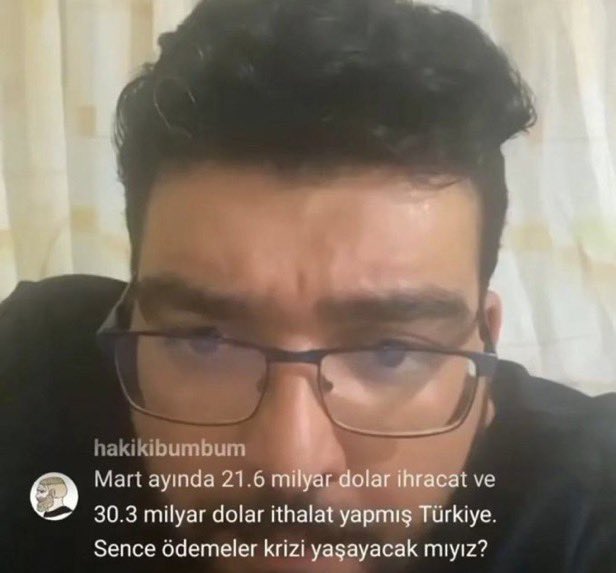 hakikibumbum
Mart ayında 21.6 milyar dolar ihracat ve
30.3 milyar dolar ithalat yapmış Türkiye.
Sence ödemeler krizi yaşayacak mıyız?